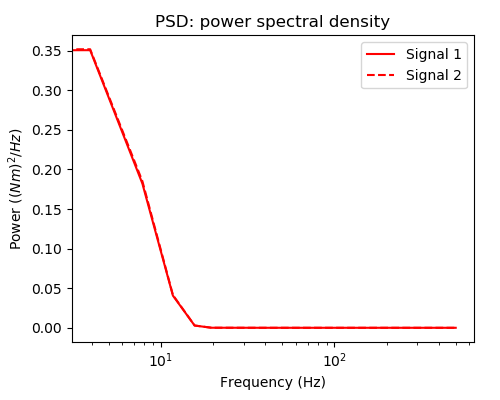 PSD: power spectral density
Signal 1
Signal 2
Power ((Nm)²/Hz)
0.35
0.30
0.25
0.20
0.15
0.10
0.05
0.00
10¹ 10²
Frequency (Hz)